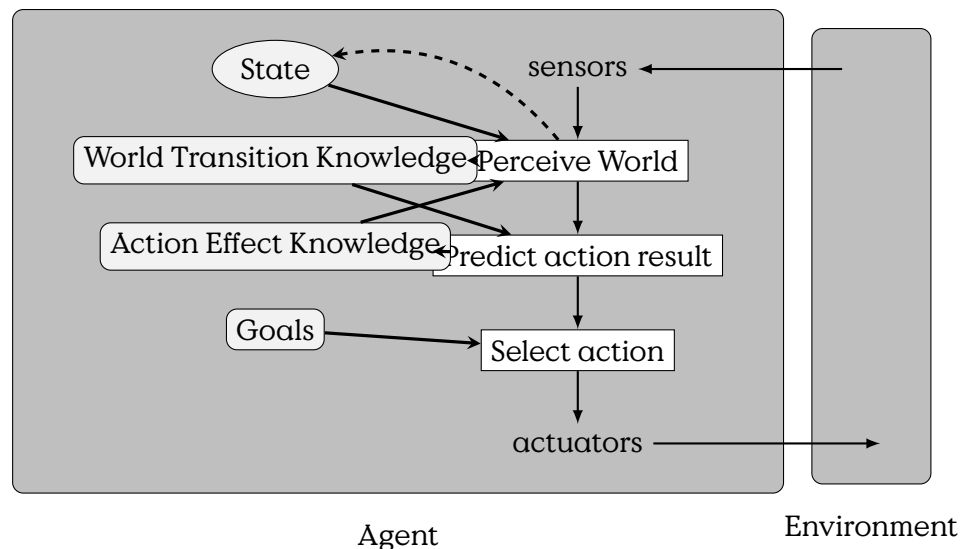 State
sensors
World Transition Knowledge
Perceive World
Action Effect Knowledge
Predict action result
Goals
Select action
actuators
Agent
Environment